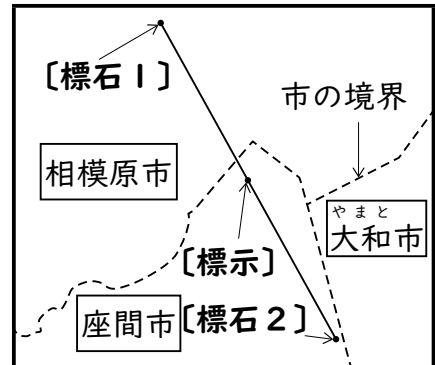 〔標石１〕
市の境界
相模原市
やまと
大和市
〔標示〕
座間市
〔標石２〕